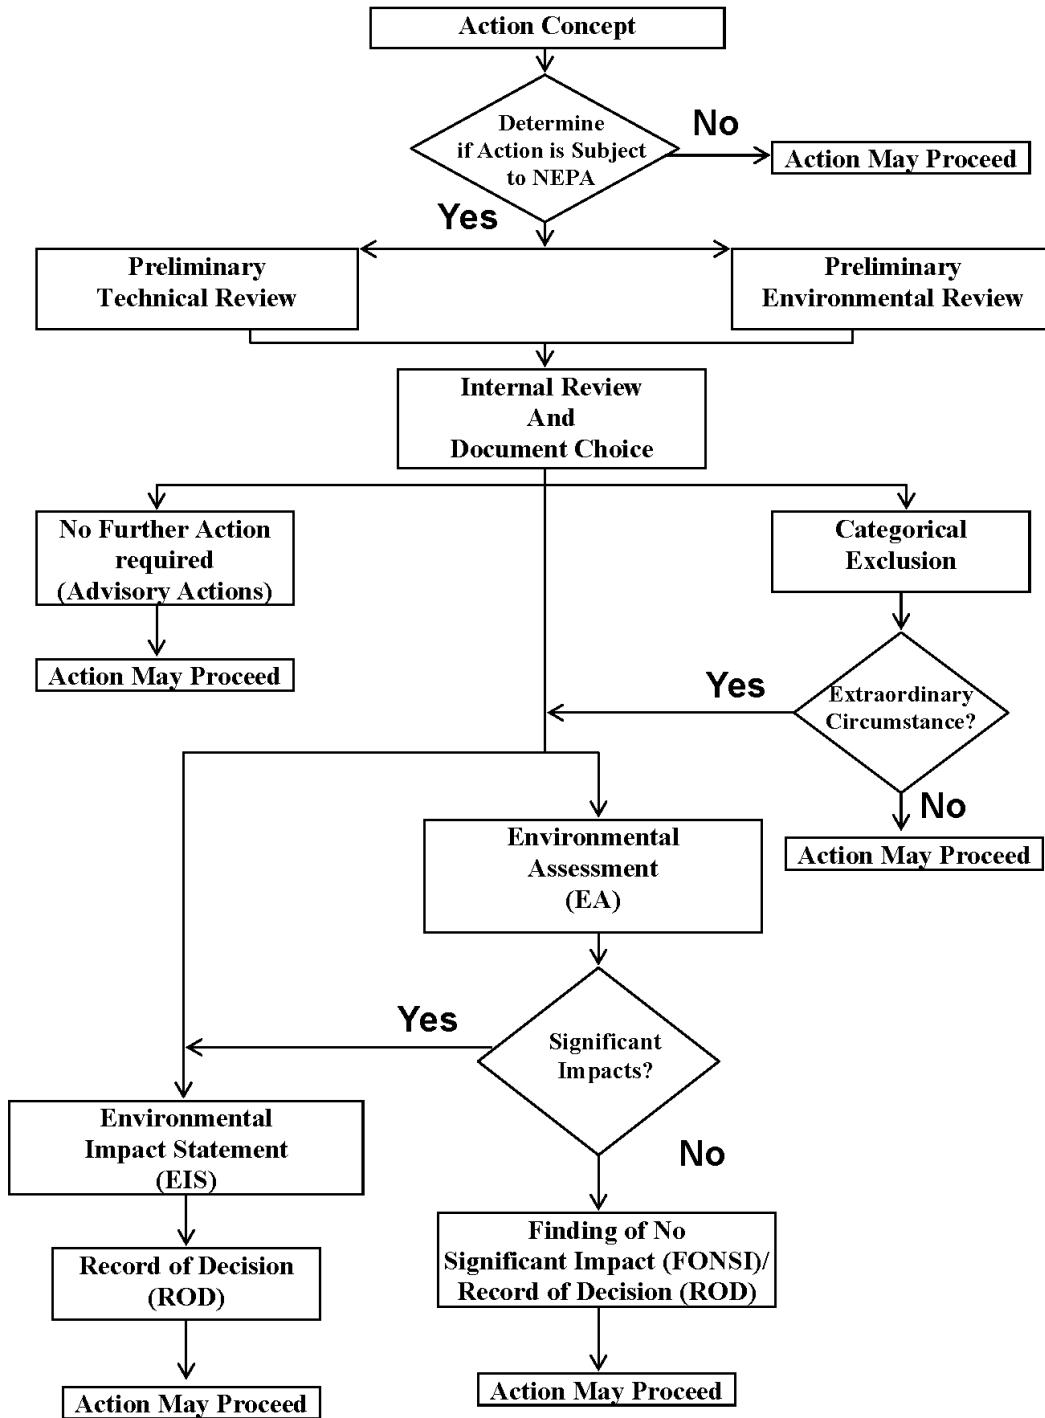 Action Concept
Determine
if Action is Subject
to NEPA
No
Action May Proceed
Yes
Preliminary
Technical Review
Preliminary
Environmental Review
Internal Review
And
Document Choice
No Further Action
required
(Advisory Actions)
Action May Proceed
Categorical
Exclusion
Yes
Extraordinary
Circumstance?
No
Action May Proceed
Environmental
Assessment
(EA)
Yes
Significant
Impacts?
No
Environmental
Impact Statement
(EIS)
Record of Decision
(ROD)
Action May Proceed
Finding of No
Significant Impact (FONSI)/
Record of Decision (ROD)
Action May Proceed